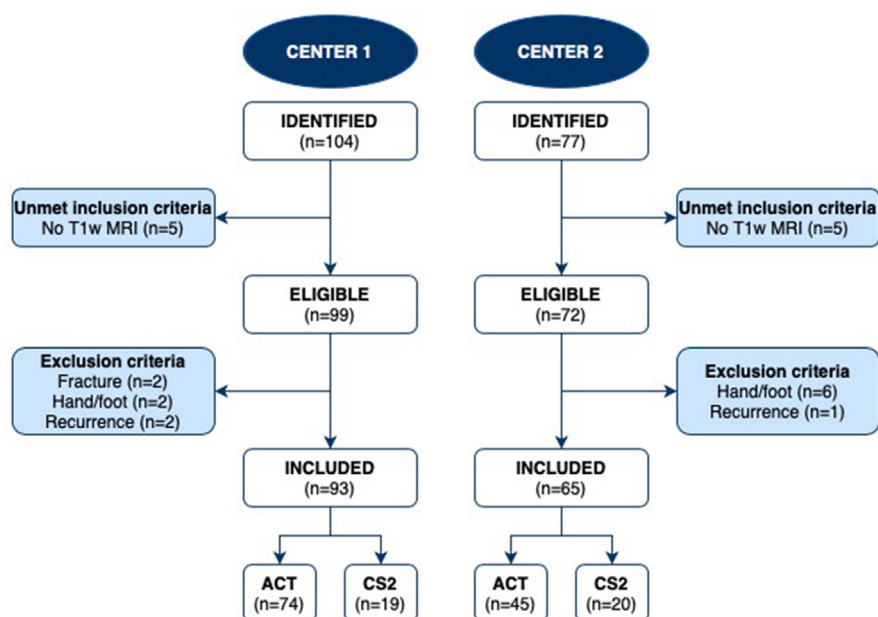 CENTER 1
IDENTIFIED
(n=104)
Unmet inclusion criteria
No T1w MRI (n=5)
ELIGIBLE
(n=99)
Exclusion criteria
Fracture (n=2)
Hand/foot (n=2)
Recurrence (n=2)
INCLUDED
(n=93)
ACT
(n=74)
CS2
(n=19)
CENTER 2
IDENTIFIED
(n=77)
Unmet inclusion criteria
No T1w MRI (n=5)
ELIGIBLE
(n=72)
Exclusion criteria
Hand/foot (n=6)
Recurrence (n=1)
INCLUDED
(n=65)
ACT
(n=45)
CS2
(n=20)